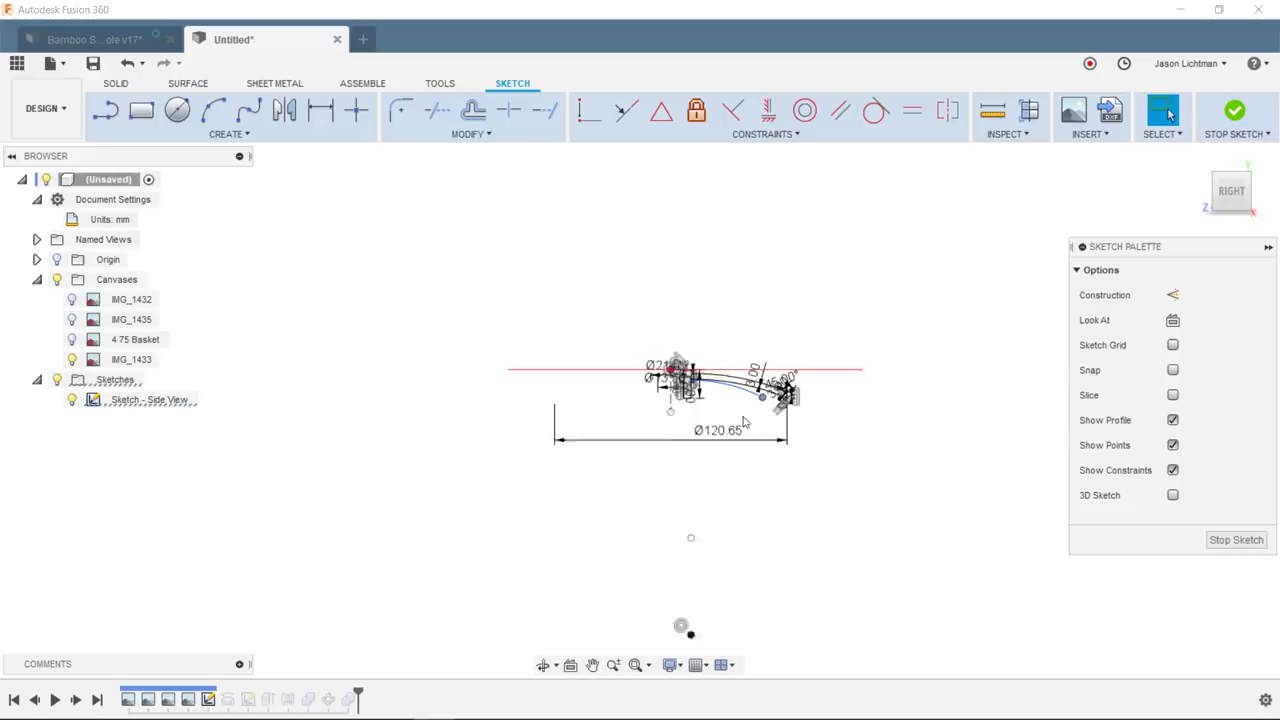 Autodesk Fusion 360
Bamboo S...ole v17*
Untitled*
Jason Lichtman
SOLID SURFACE SHEET METAL ASSEMBLE TOOLS SKETCH
DESIGN
CREATE MODIFY CONSTRAINTS INSPECT INSERT SELECT STOP SKETCH
BROWSER
(Unsaved)
Document Settings
Units: mm
Named Views
Origin
Canvases
IMG_1432
IMG_1435
4 75 Basket
IMG_1433
Sketches
Sketch - Side View
RIGHT
Y
Z
X
SKETCH PALETTE
Options
Construction
Look At
Sketch Grid
Snap
Slice
Show Profile
Show Points
Show Constraints
3D Sketch
Stop Sketch
Ø120.65
COMMENTS